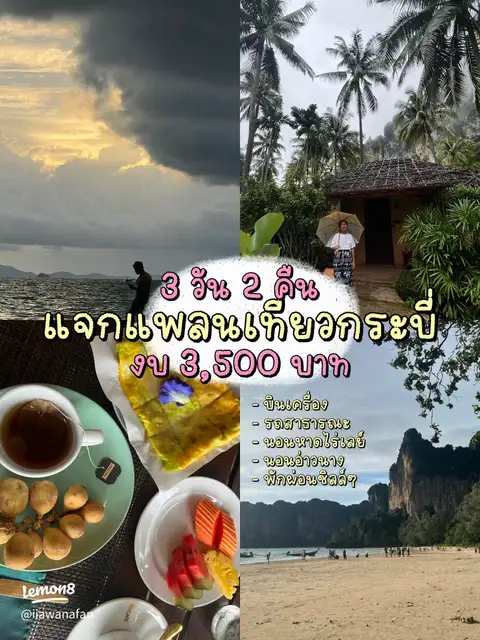 3 วัน 2 คืน
แจกแพลนเที่ยวกระบี่
งบ 3,500 บาท
- บินเครื่อง
- รถสาธารณะ
- นอนหาดไร่เลย์
- นอนอ่าวนาง
- พักผ่อนชิลล์ๆ
Lemon8
@ijawanafan